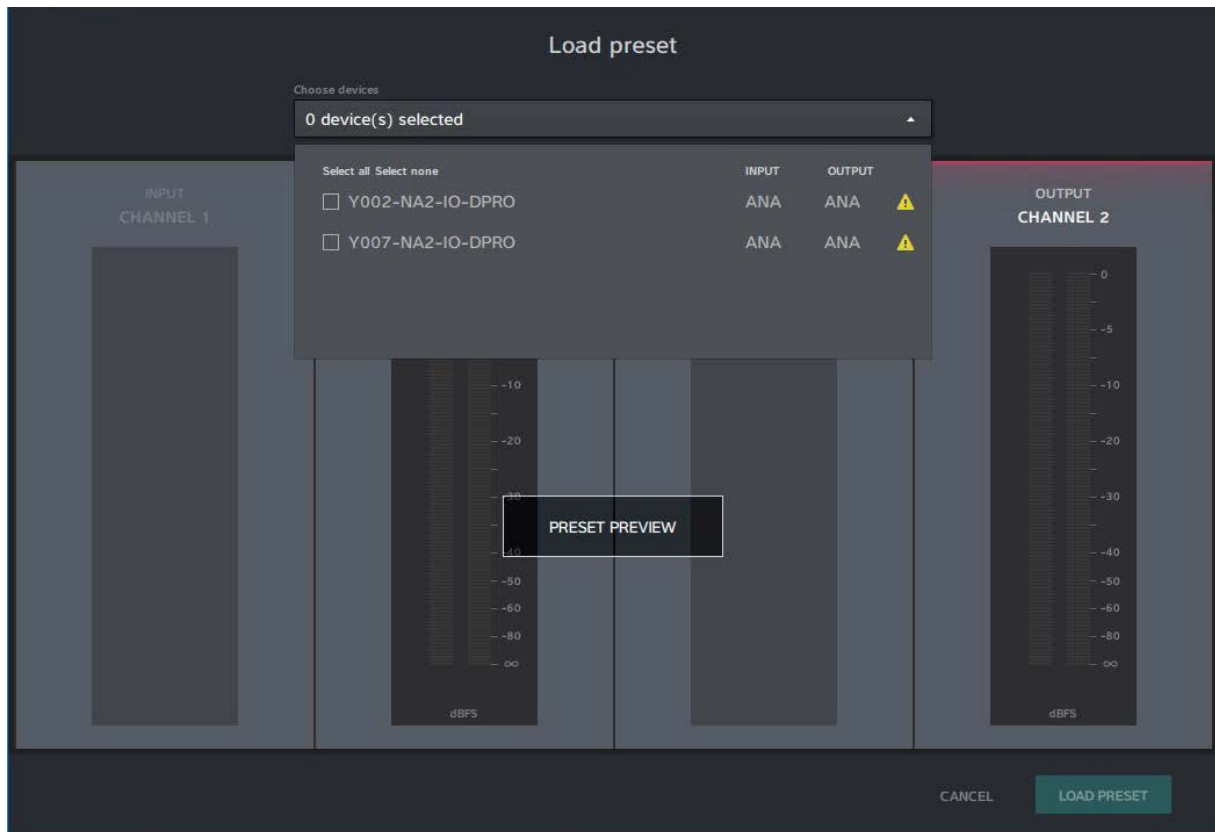 Load preset
Choose devices
0 device(s) selected
Select all Select none INPUT OUTPUT
Y002-NA2-IO-DPRO ANA ANA
Y007-NA2-IO-DPRO ANA ANA
INPUT
CHANNEL 1
-10
-20
-30
-40
-50
-60
-80
∞
dBFS
PRESET PREVIEW
OUTPUT
CHANNEL 2
0
-5
-10
-20
-30
-40
-50
-60
-80
∞
dBFS
CANCEL LOAD PRESET